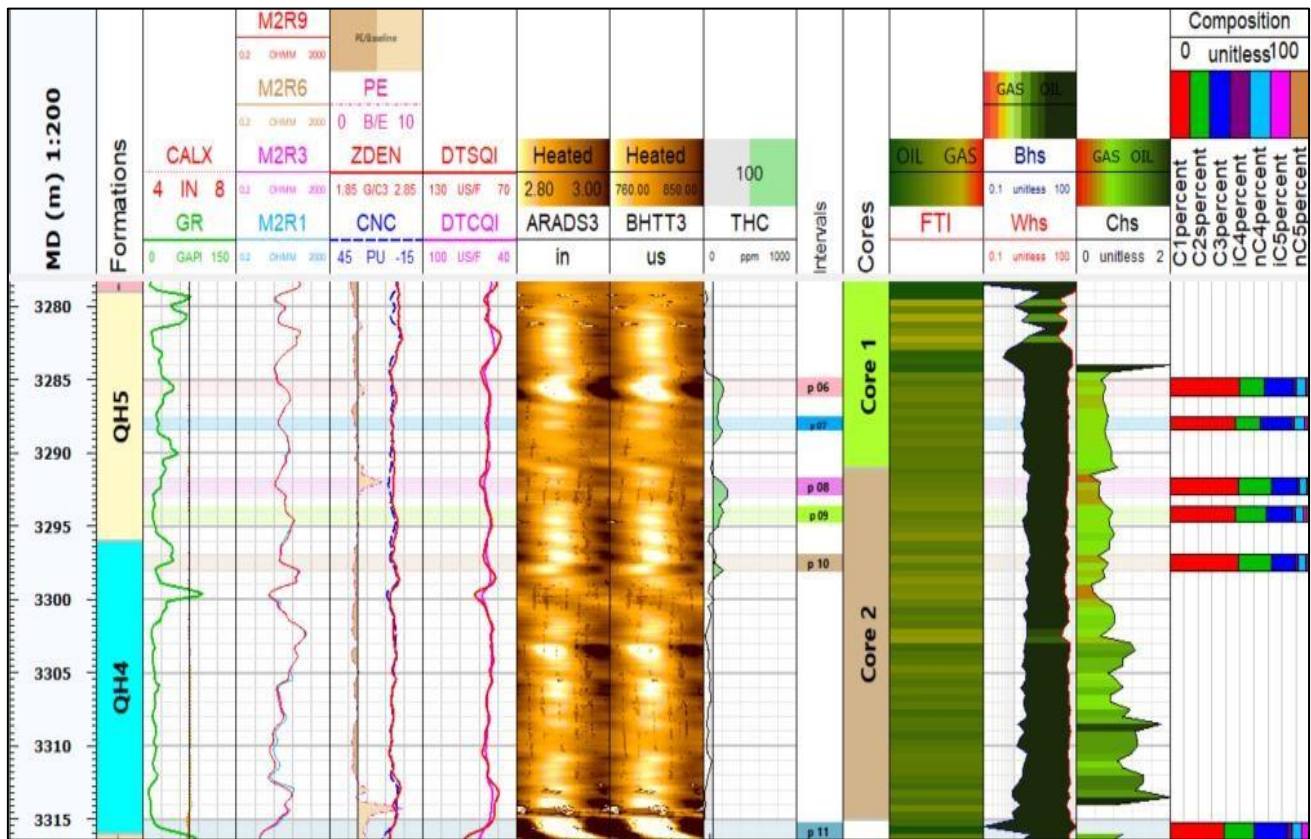 MD (m) 1:200
Formations
CALX
4 IN 8
GR
0 GAPI 150
M2R9
0.2 OHMM 2000
M2R6
0.2 OHMM 2000
M2R3
0.2 OHMM 2000
M2R1
0.2 OHMM 2000
PE/Baseline
PE
0 B/E 10
ZDEN
1.85 G/C3 2.85
CNC
45 PU -15
DTSQI
130 US/F 70
DTCQI
100 US/F 40
Heated
2.80 3.00
ARADS3
in
Heated
760.00 850.00
BHTT3
us
100
THC
0 ppm 1000
Intervals
Cores
OIL GAS
FTI
GAS OIL
Bhs
0.1 unitless 100
Whs
0.1 unitless 100
GAS OIL
Chs
0 unitless 2
Composition
0 unitless 100
C1percent
C2spercent
C3percent
iC4percent
nC4percent
iC5percent
nC5percent
3280
3285
3290
3295
3300
3305
3310
3315
QH5
QH4
p 06
p 07
p 08
p 09
p 10
p 11
Core 1
Core 2